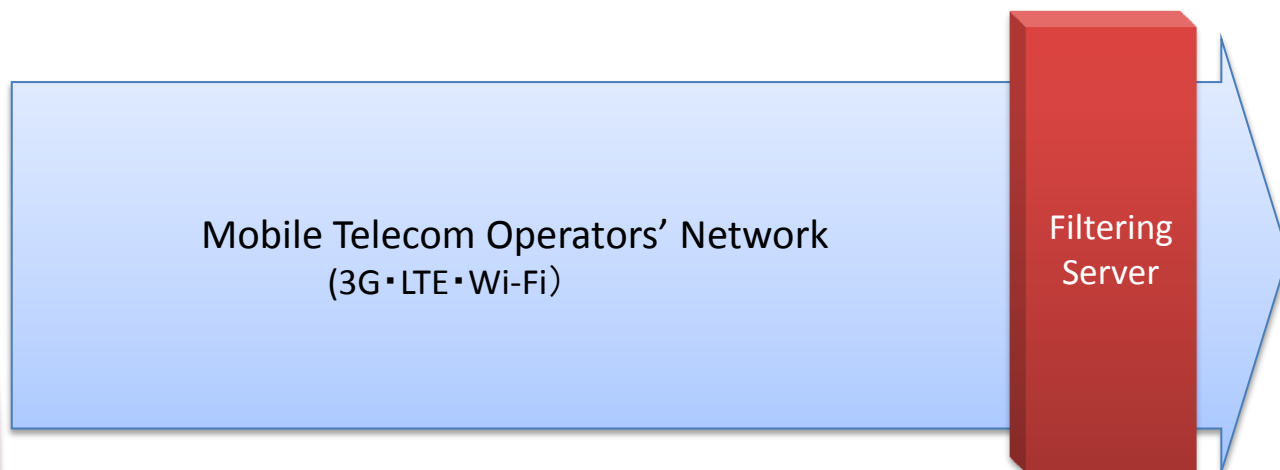 Mobile Telecom Operators’ Network
(3G・LTE・Wi-Fi）
Filtering
Server